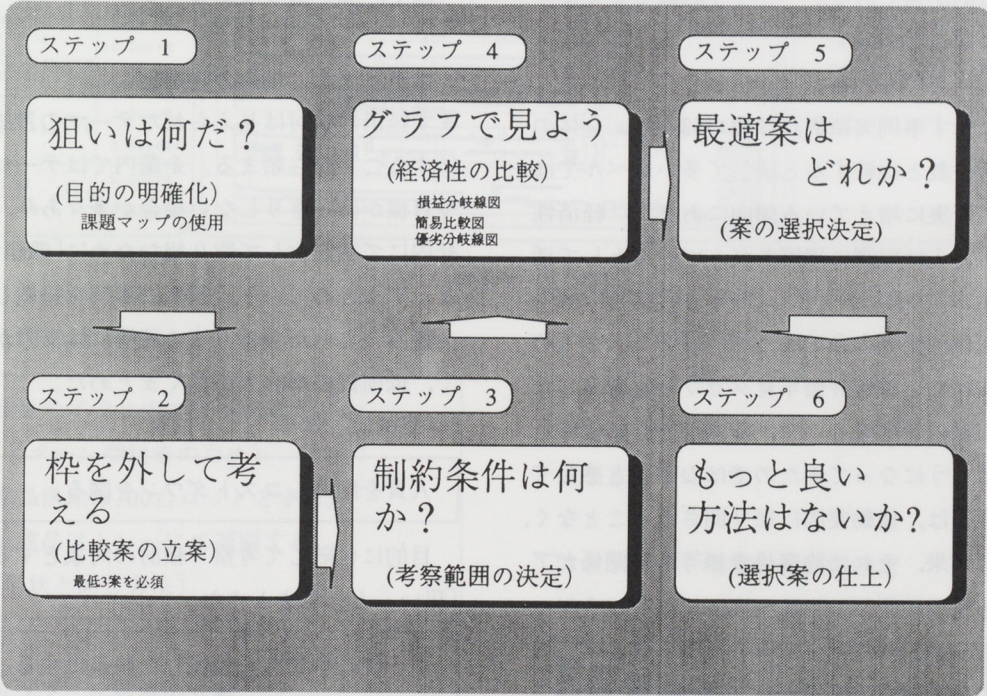 ステップ 1
狙いは何だ？
(目的の明確化)
課題マップの使用
ステップ 2
枠を外して考
える
(比較案の立案)
最低3案を必須
ステップ 3
制約条件は何
か？
(考察範囲の決定)
ステップ 4
グラフで見よう
(経済性の比較)
損益分岐線図
簡易比較図
優劣分岐線図
ステップ 5
最適案は
どれか？
(案の選択決定)
ステップ 6
もっと良い
方法はないか?
(選択案の仕上)